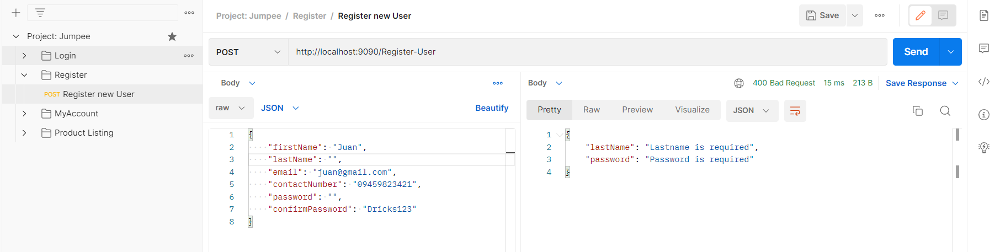 Project: Jumpee
Login
Register
POST Register new User
MyAccount
Product Listing
Project: Jumpee / Register / Register new User
Save
POST
http://localhost:9090/Register-User
Send
Body
raw
JSON
Beautify
1 {
2 "firstName": "Juan",
3 "lastName": "",
4 "email": "juan@gmail.com",
5 "contactNumber": "09459823421",
6 "password": "",
7 "confirmPassword": "Dricks123"
8 }
Body
400 Bad Request 15 ms 213 B Save Response
Pretty Raw Preview Visualize JSON
1 {
2 "lastName": "Lastname is required",
3 "password": "Password is required"
4 }